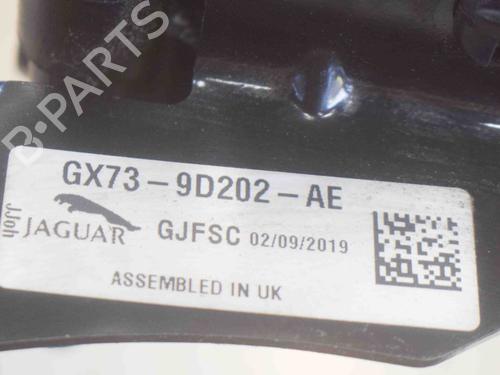 B-PARTS
GX73-9D202-AE
JAGUAR GJFSC 02/09/2019
ASSEMBLED IN UK